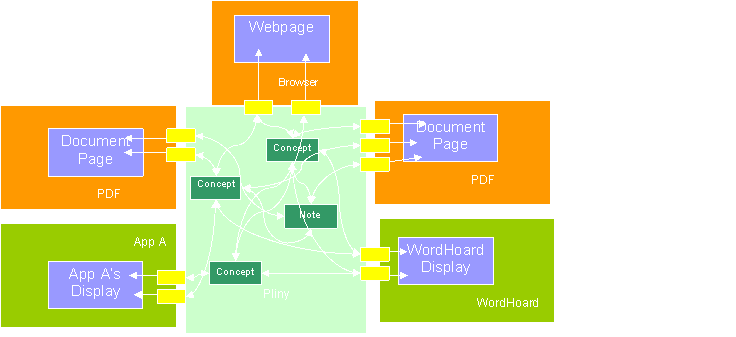 Webpage
Browser
Document
Page
PDF
Document
Page
PDF
Concept
Concept
Note
Concept
Pliny
App A
App A's
Display
WordHoard
Display
WordHoard